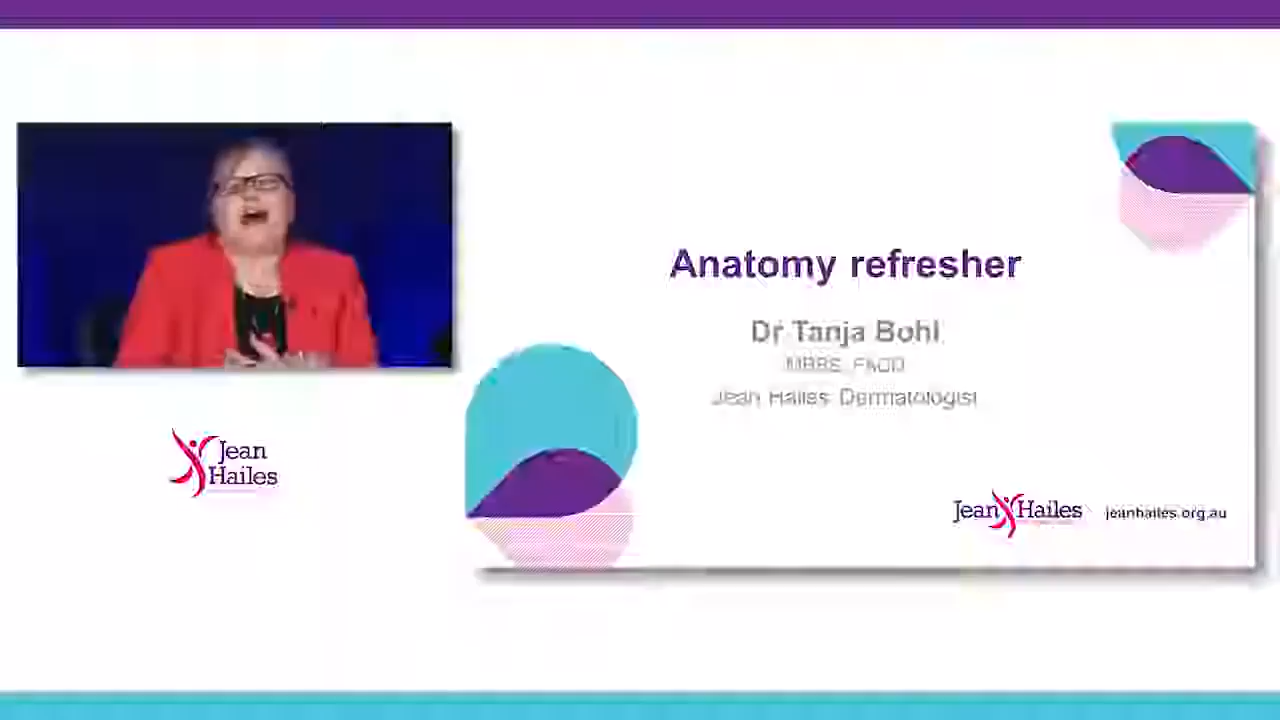 Anatomy refresher
Dr Tanja Bohl
MBBS FACD
Jean Hailes Dermatologist
Jean
Hailes
Jean Hailes jeanhailes.org.au